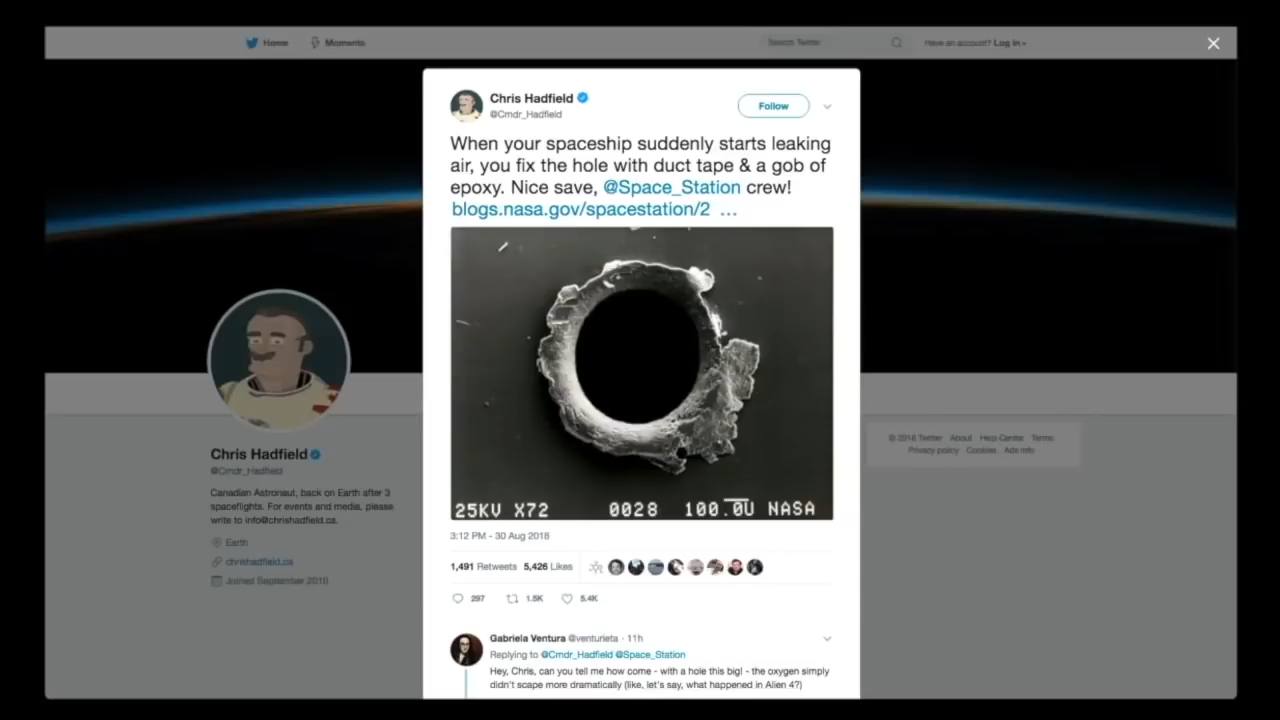 Home Moments Search Twitter Have an account? Log in
Chris Hadfield
@Cmdr_Hadfield
Follow
When your spaceship suddenly starts leaking
air, you fix the hole with duct tape & a gob of
epoxy. Nice save, @Space_Station crew!
blogs.nasa.gov/spacestation/2 …
25KV X72 0028 100.0U NASA
3:12 PM - 30 Aug 2018
1,491 Retweets 5,426 Likes
297 1.5K 5.4K
Gabriela Ventura @venturieta · 11h
Replying to @Cmdr_Hadfield @Space_Station
Hey, Chris, can you tell me how come - with a hole this big! - the oxygen simply
didn't scape more dramatically (like, let's say, what happened in Alien 4?)
Chris Hadfield
@Cmdr_Hadfield
Canadian Astronaut, back on Earth after 3
spaceflights. For events and media, please
write to info@chrishadfield.ca.
Earth
chrishadfield.ca
Joined September 2010
© 2018 Twitter About Help Center Terms
Privacy policy Cookies Ads info